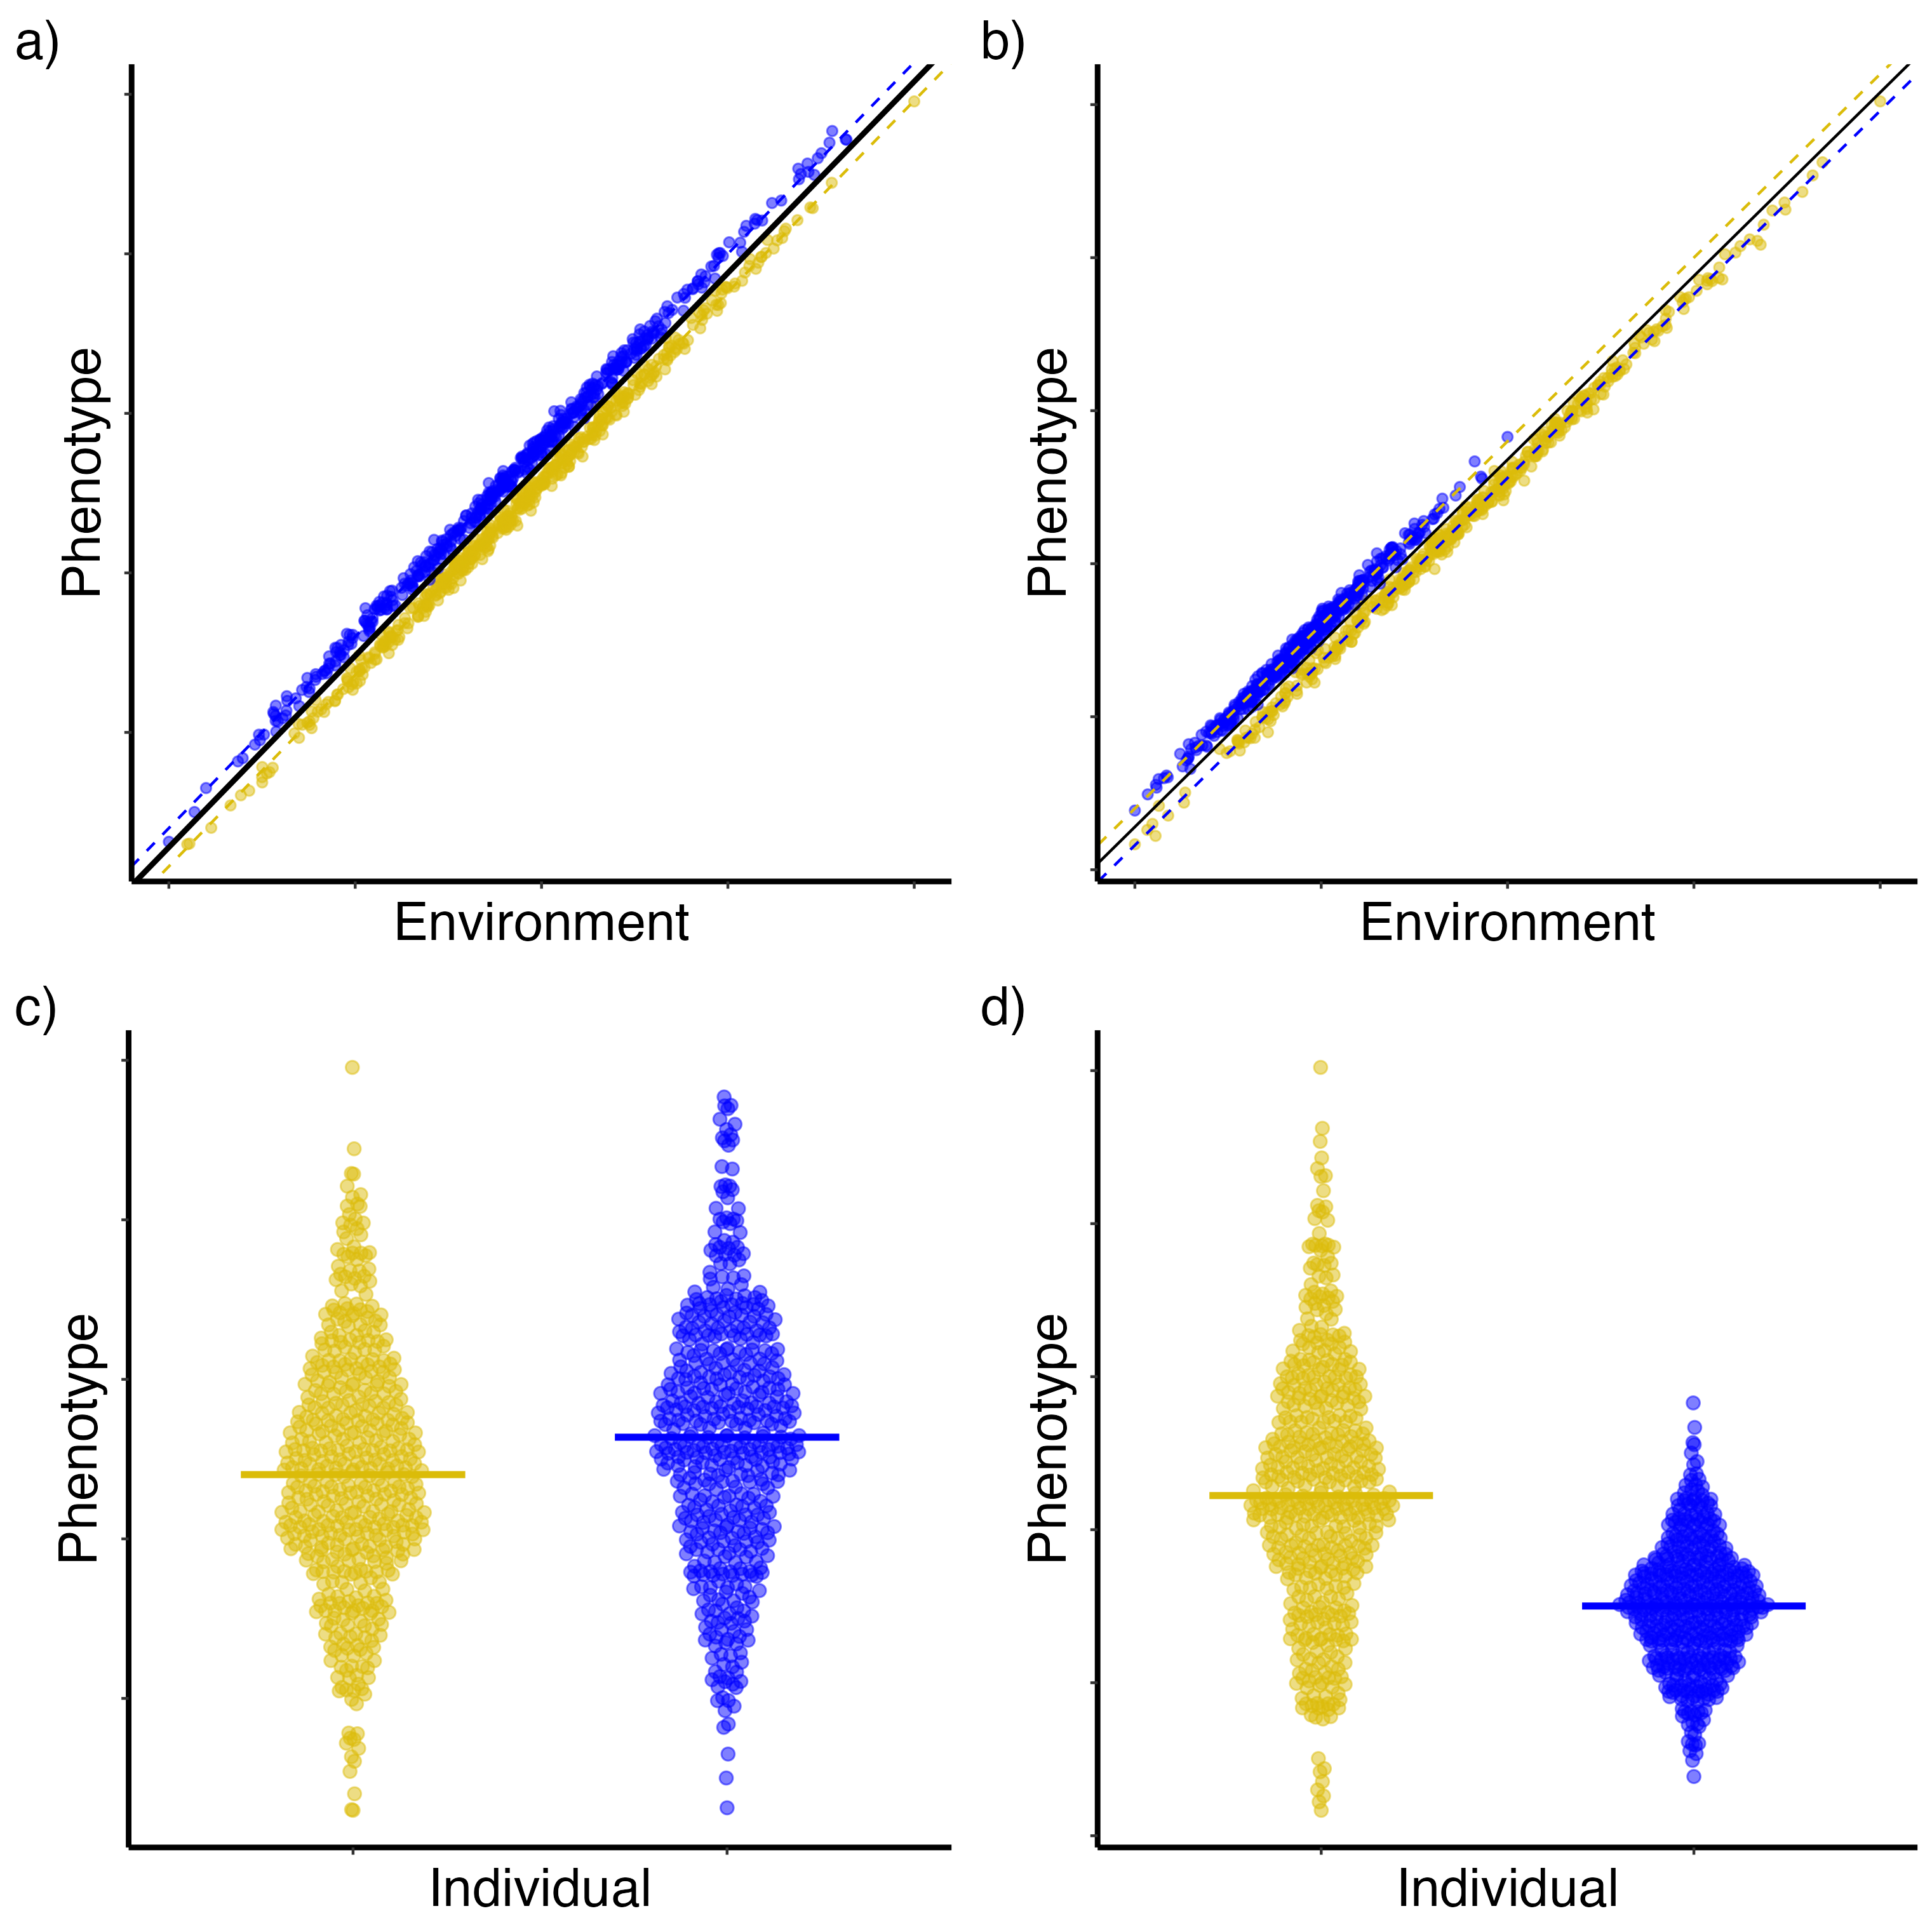 a)
Phenotype
Environment
b)
Phenotype
Environment
c)
Phenotype
Individual
d)
Phenotype
Individual